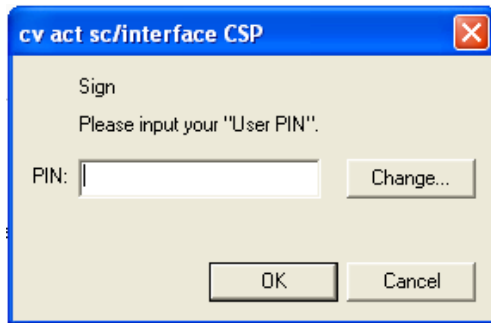 cv act sc/interface CSP
Sign
Please input your "User PIN".
PIN: Change...
OK Cancel